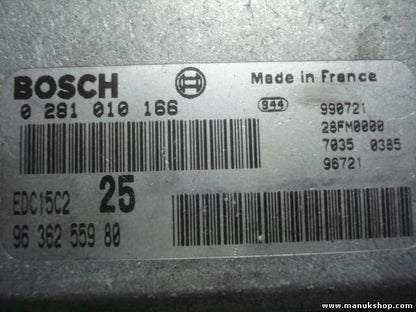 BOSCH
Made in France
0 281 010 166
944
990721
28FM0000
7035 0385
96721
EDC15C2
25
96 362 559 80
www.manukshop.com